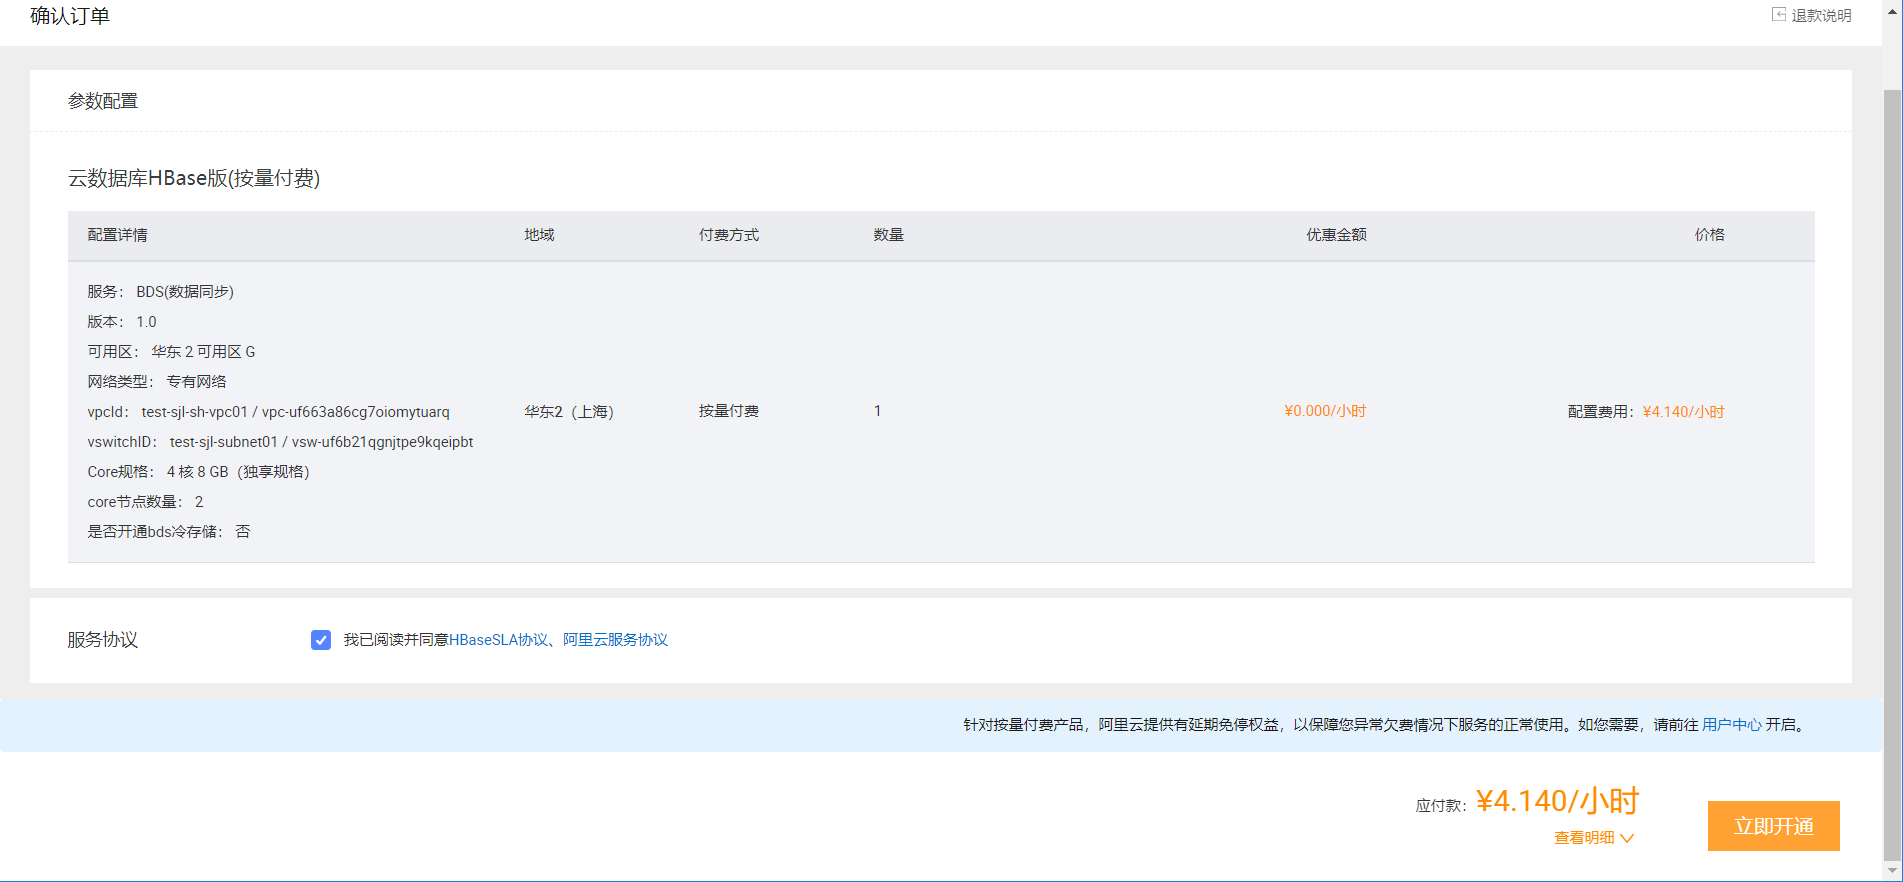 确认订单
退款说明
参数配置
云数据库HBase版(按量付费)
配置详情 地域 付费方式 数量 优惠金额 价格
服务： BDS(数据同步)
版本： 1.0
可用区： 华东 2 可用区 G
网络类型： 专有网络
vpcId： test-sjl-sh-vpc01 / vpc-uf663a86cg7oiomytuarq
vswitchID： test-sjl-subnet01 / vsw-uf6b21qgnjtpe9kqeipbt
Core规格： 4 核 8 GB（独享规格）
core节点数量： 2
是否开通bds冷存储： 否
华东2（上海） 按量付费 1 ¥0.000/小时 配置费用：¥4.140/小时
服务协议
我已阅读并同意HBaseSLA协议、阿里云服务协议
针对按量付费产品，阿里云提供有延期免停权益，以保障您异常欠费情况下服务的正常使用。如您需要，请前往 用户中心 开启。
应付款：¥4.140/小时
查看明细
立即开通